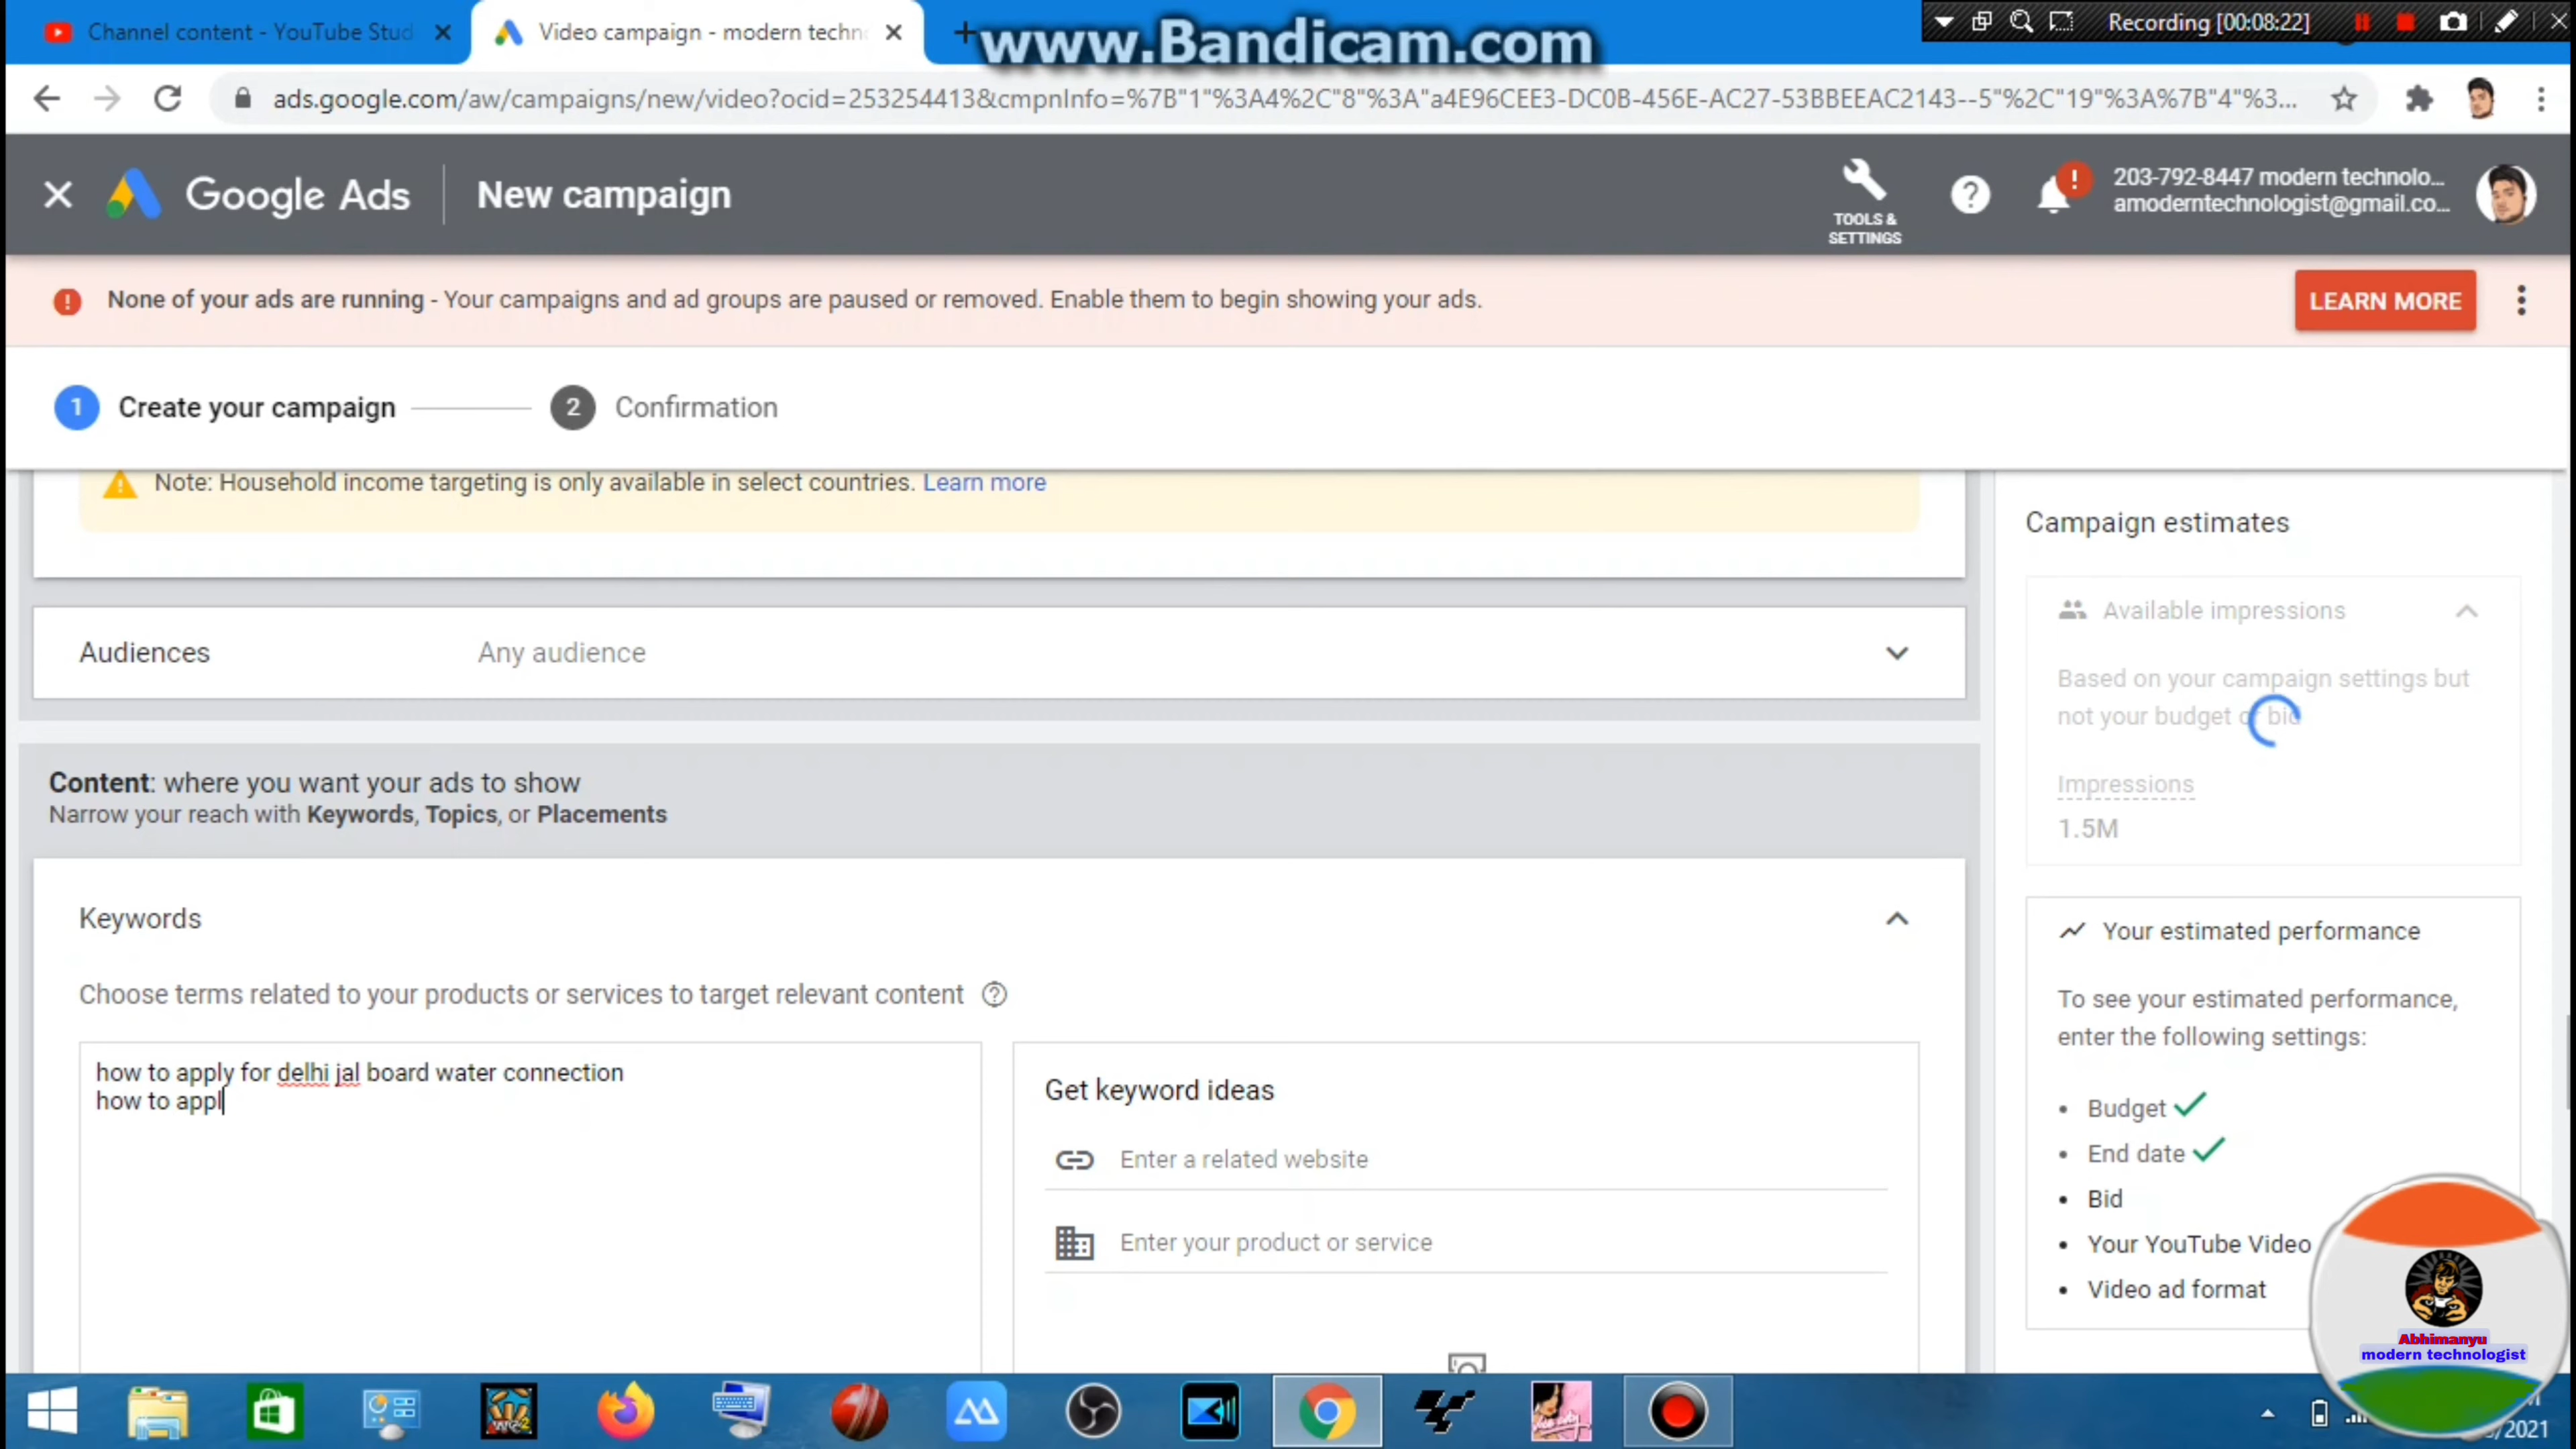 Channel content - YouTube Stud
Video campaign - modern techn
www.Bandicam.com
Recording [00:08:22]
ads.google.com/aw/campaigns/new/video?ocid=253254413&cmpnInfo=%7B"1"%3A4%2C"8"%3A"a4E96CEE3-DC0B-456E-AC27-53BBEEAC2143--5"%2C"19"%3A%7B"4"%3...
Google Ads
New campaign
TOOLS &
SETTINGS
203-792-8447 modern technolo...
amoderntechnologist@gmail.co...
None of your ads are running - Your campaigns and ad groups are paused or removed. Enable them to begin showing your ads.
LEARN MORE
1 Create your campaign
2 Confirmation
Note: Household income targeting is only available in select countries. Learn more
Audiences
Any audience
Content: where you want your ads to show
Narrow your reach with Keywords, Topics, or Placements
Keywords
Choose terms related to your products or services to target relevant content
how to apply for delhi jal board water connection
how to appl
Get keyword ideas
Enter a related website
Enter your product or service
Campaign estimates
Available impressions
Based on your campaign settings but
not your budget or bid
Impressions
1.5M
Your estimated performance
To see your estimated performance,
enter the following settings:
• Budget
• End date
• Bid
• Your YouTube Video
• Video ad format
Abhimanyu
modern technologist
/2021